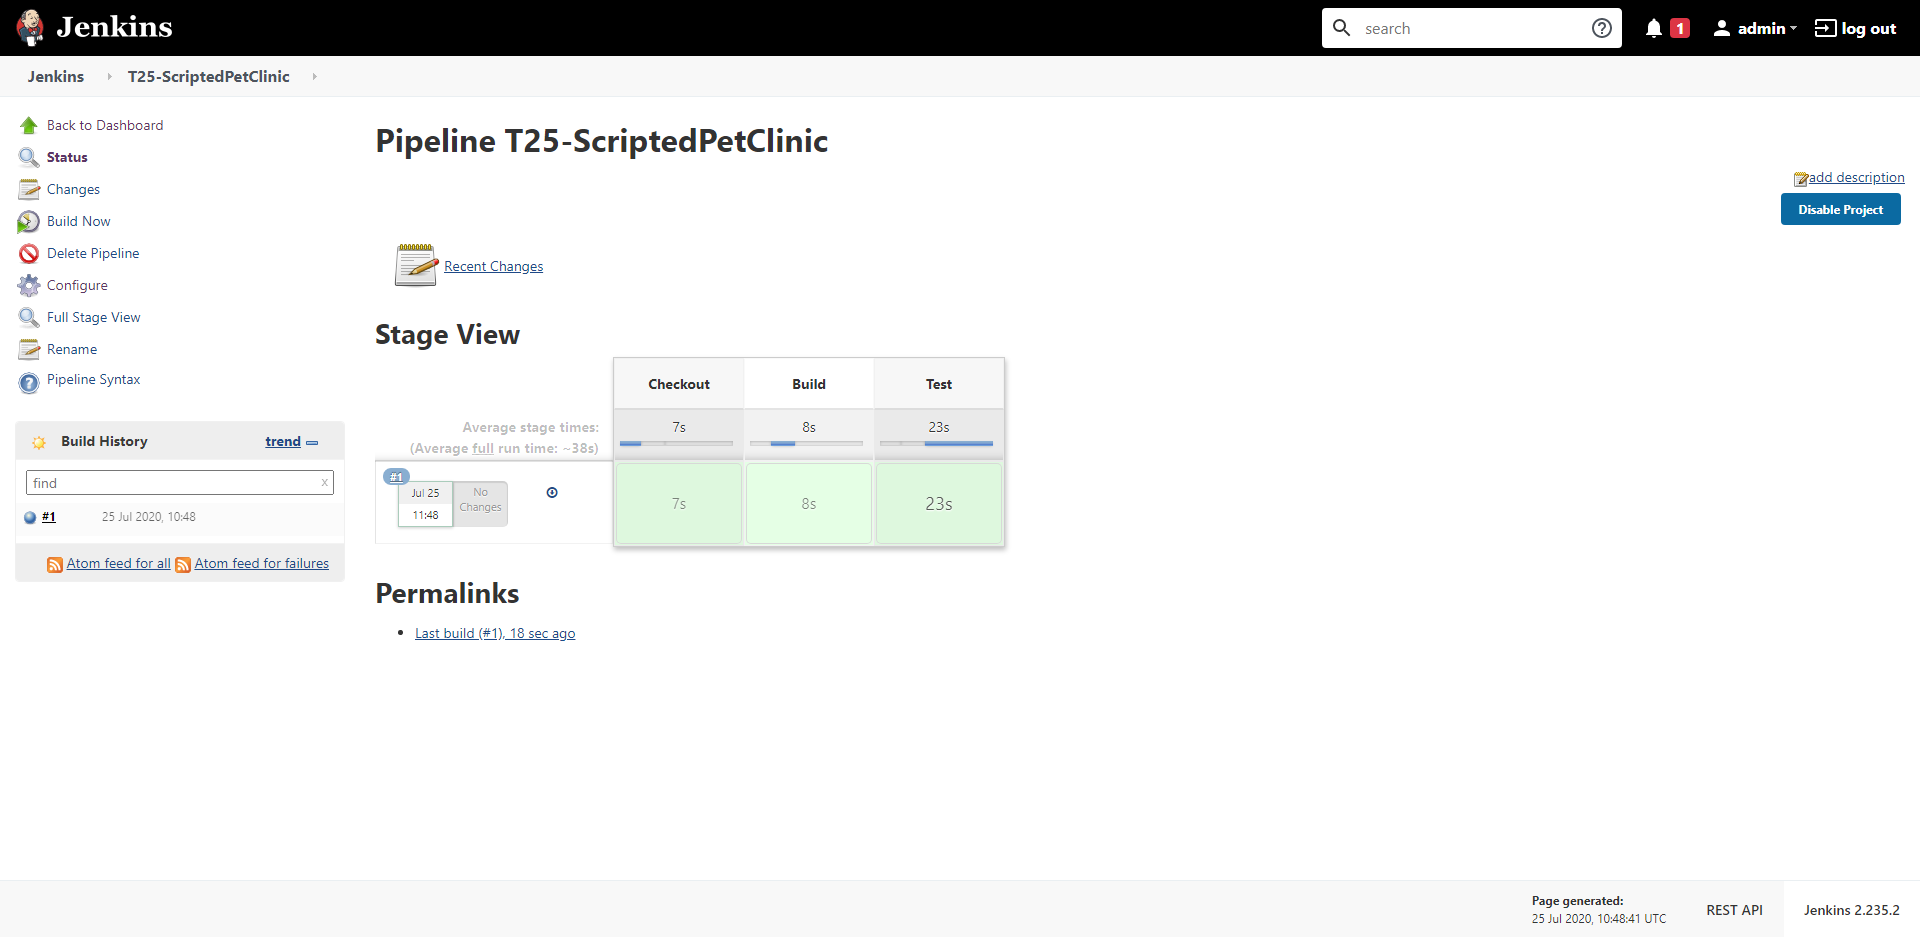 Jenkins
search
1
admin
log out
Jenkins
T25-ScriptedPetClinic
Back to Dashboard
Status
Changes
Build Now
Delete Pipeline
Configure
Full Stage View
Rename
Pipeline Syntax
Build History
trend
find
x
#1
25 Jul 2020, 10:48
Atom feed for all
Atom feed for failures
Pipeline T25-ScriptedPetClinic
add description
Disable Project
Recent Changes
Stage View
Checkout
Build
Test
Average stage times:
(Average full run time: ~38s)
7s
8s
23s
#1
Jul 25
11:48
No
Changes
7s
8s
23s
Permalinks
Last build (#1), 18 sec ago
Page generated:
25 Jul 2020, 10:48:41 UTC
REST API
Jenkins 2.235.2